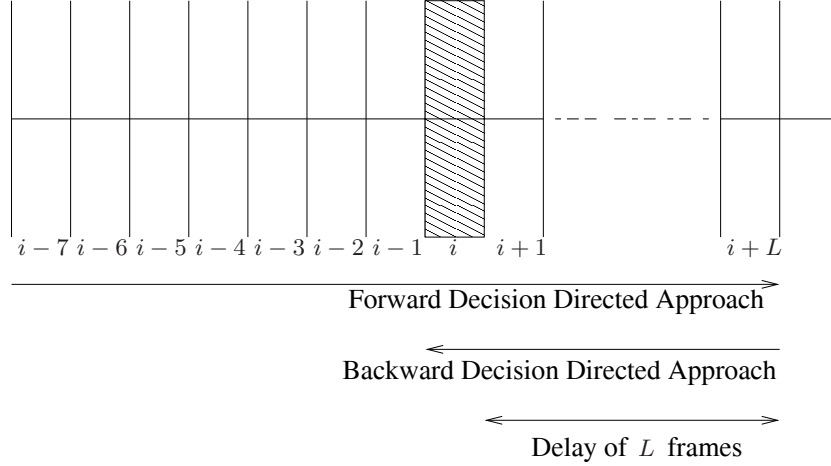 i − 7 i − 6 i − 5 i − 4 i − 3 i − 2 i − 1 i i + 1 i + L
Forward Decision Directed Approach
Backward Decision Directed Approach
Delay of L frames